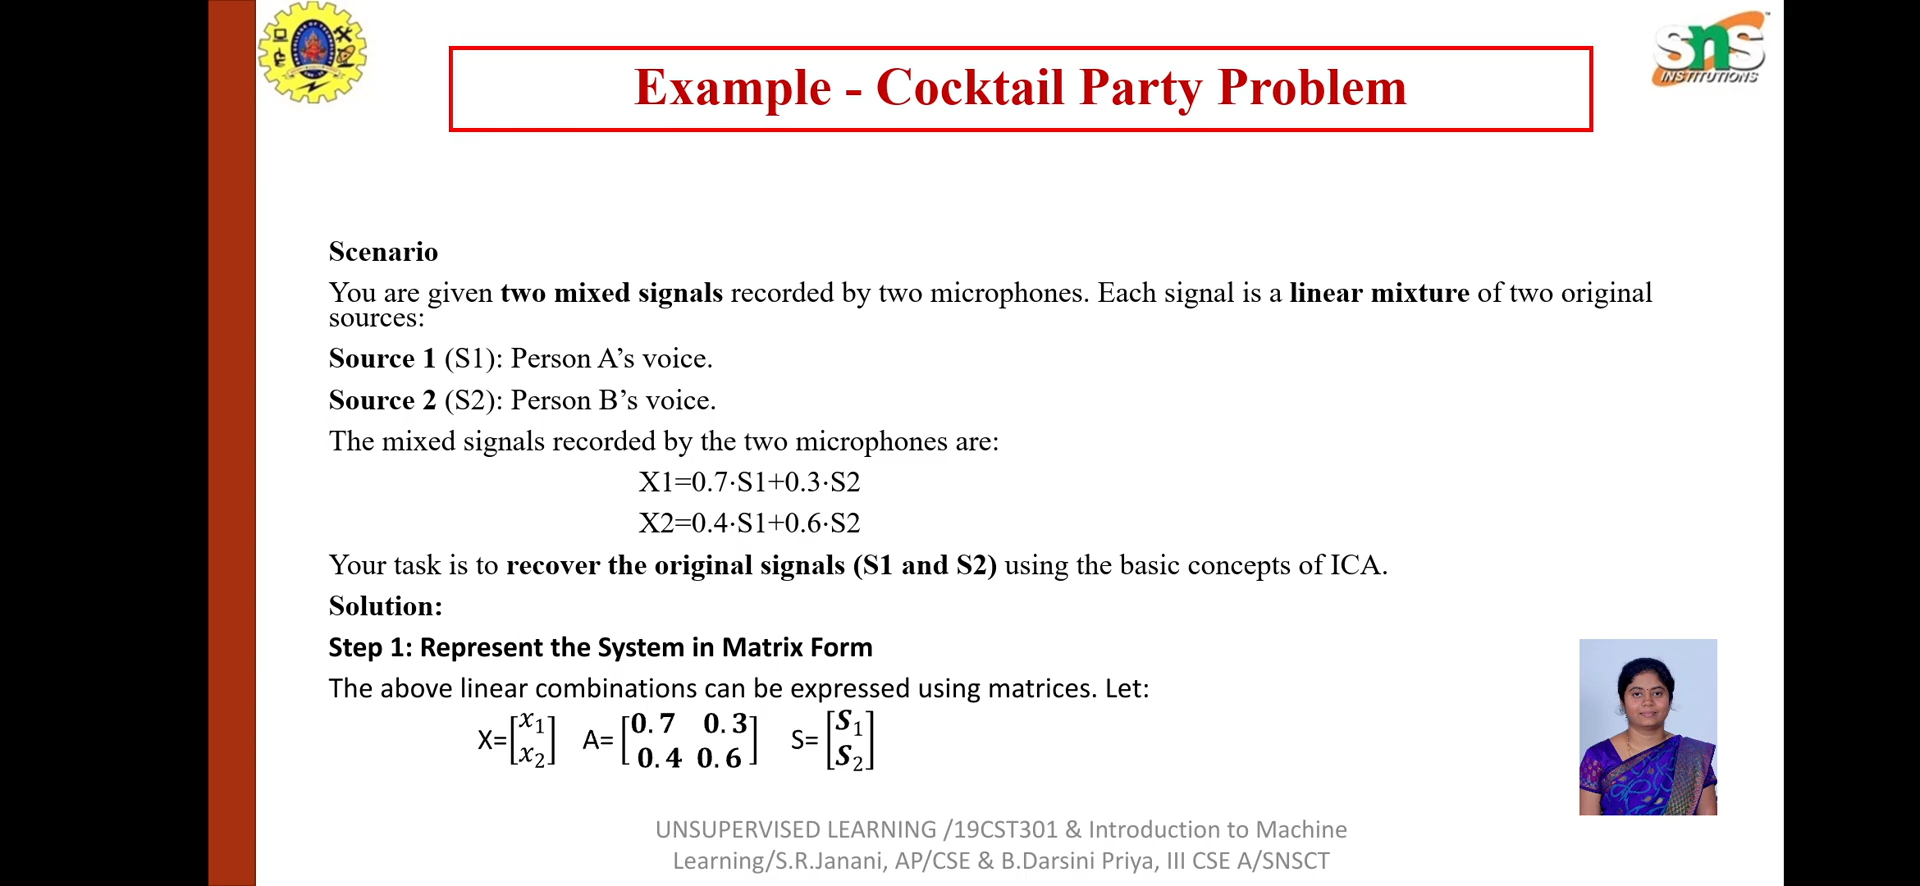 SNS
INSTITUTIONS
Example - Cocktail Party Problem
Scenario
You are given two mixed signals recorded by two microphones. Each signal is a linear mixture of two original
sources:
Source 1 (S1): Person A’s voice.
Source 2 (S2): Person B’s voice.
The mixed signals recorded by the two microphones are:
X1=0.7·S1+0.3·S2
X2=0.4·S1+0.6·S2
Your task is to recover the original signals (S1 and S2) using the basic concepts of ICA.
Solution:
Step 1: Represent the System in Matrix Form
The above linear combinations can be expressed using matrices. Let:
X=[x1 x2] A=[0.7 0.3 0.4 0.6] S=[S1 S2]
UNSUPERVISED LEARNING /19CST301 & Introduction to Machine
Learning/S.R.Janani, AP/CSE & B.Darsini Priya, III CSE A/SNSCT